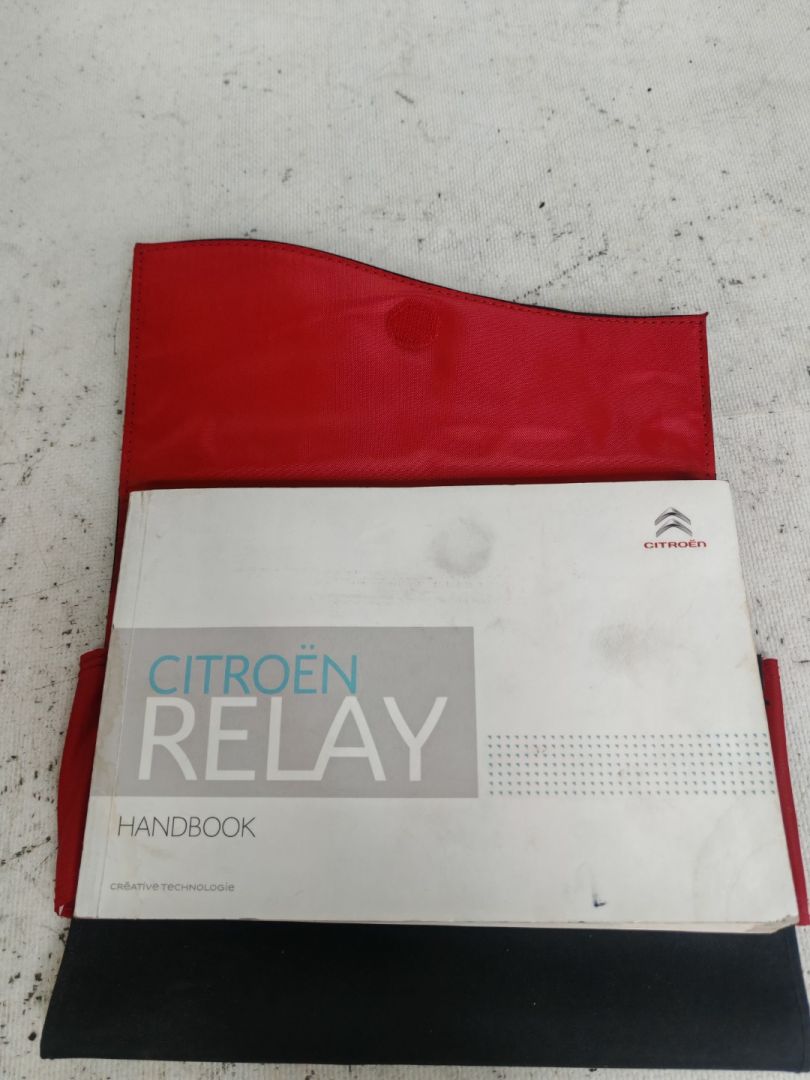 CITROËN
CITROËN
RELAY
HANDBOOK
CRÉATIVE TECHNOLOGIE